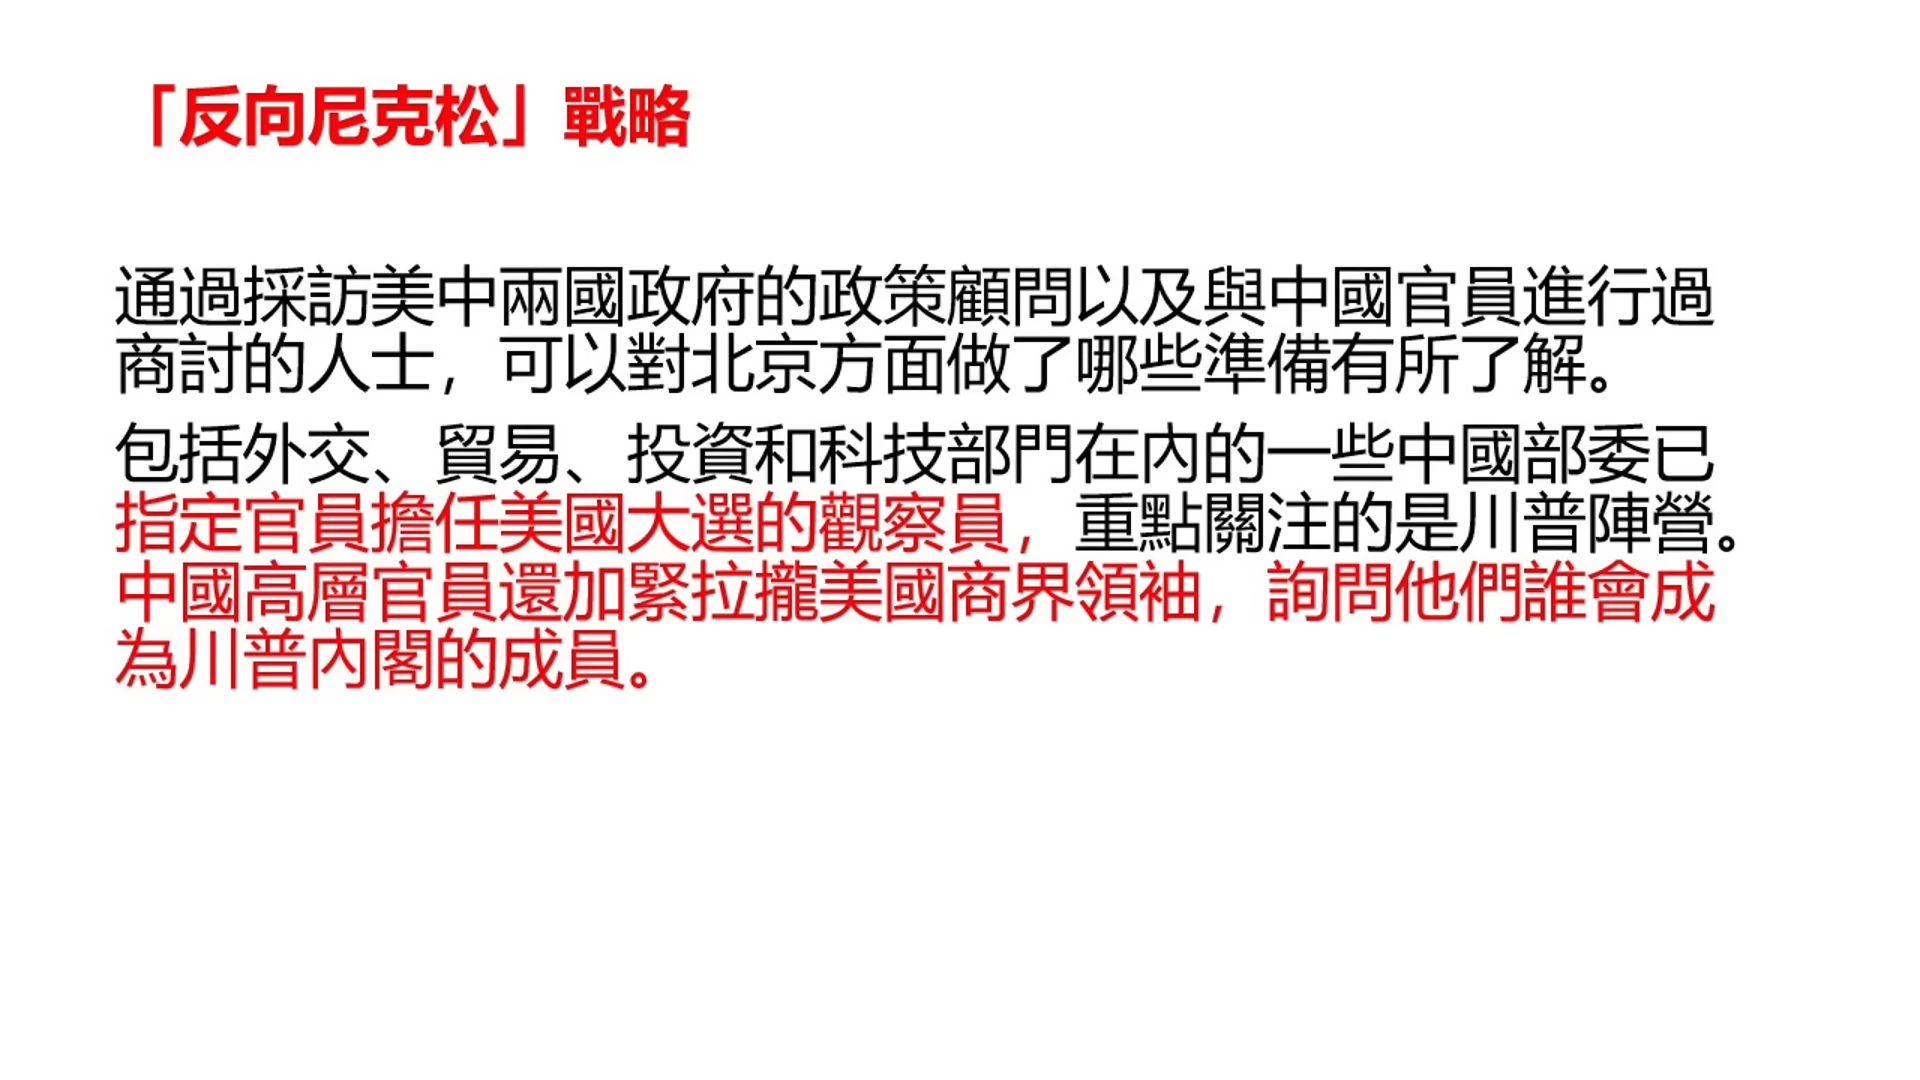 「反向尼克松」戰略
通過採訪美中兩國政府的政策顧問以及與中國官員進行過
商討的人士，可以對北京方面做了哪些準備有所了解。
包括外交、貿易、投資和科技部門在內的一些中國部委已
指定官員擔任美國大選的觀察員，重點關注的是川普陣營。
中國高層官員還加緊拉攏美國商界領袖，詢問他們誰會成
為川普內閣的成員。